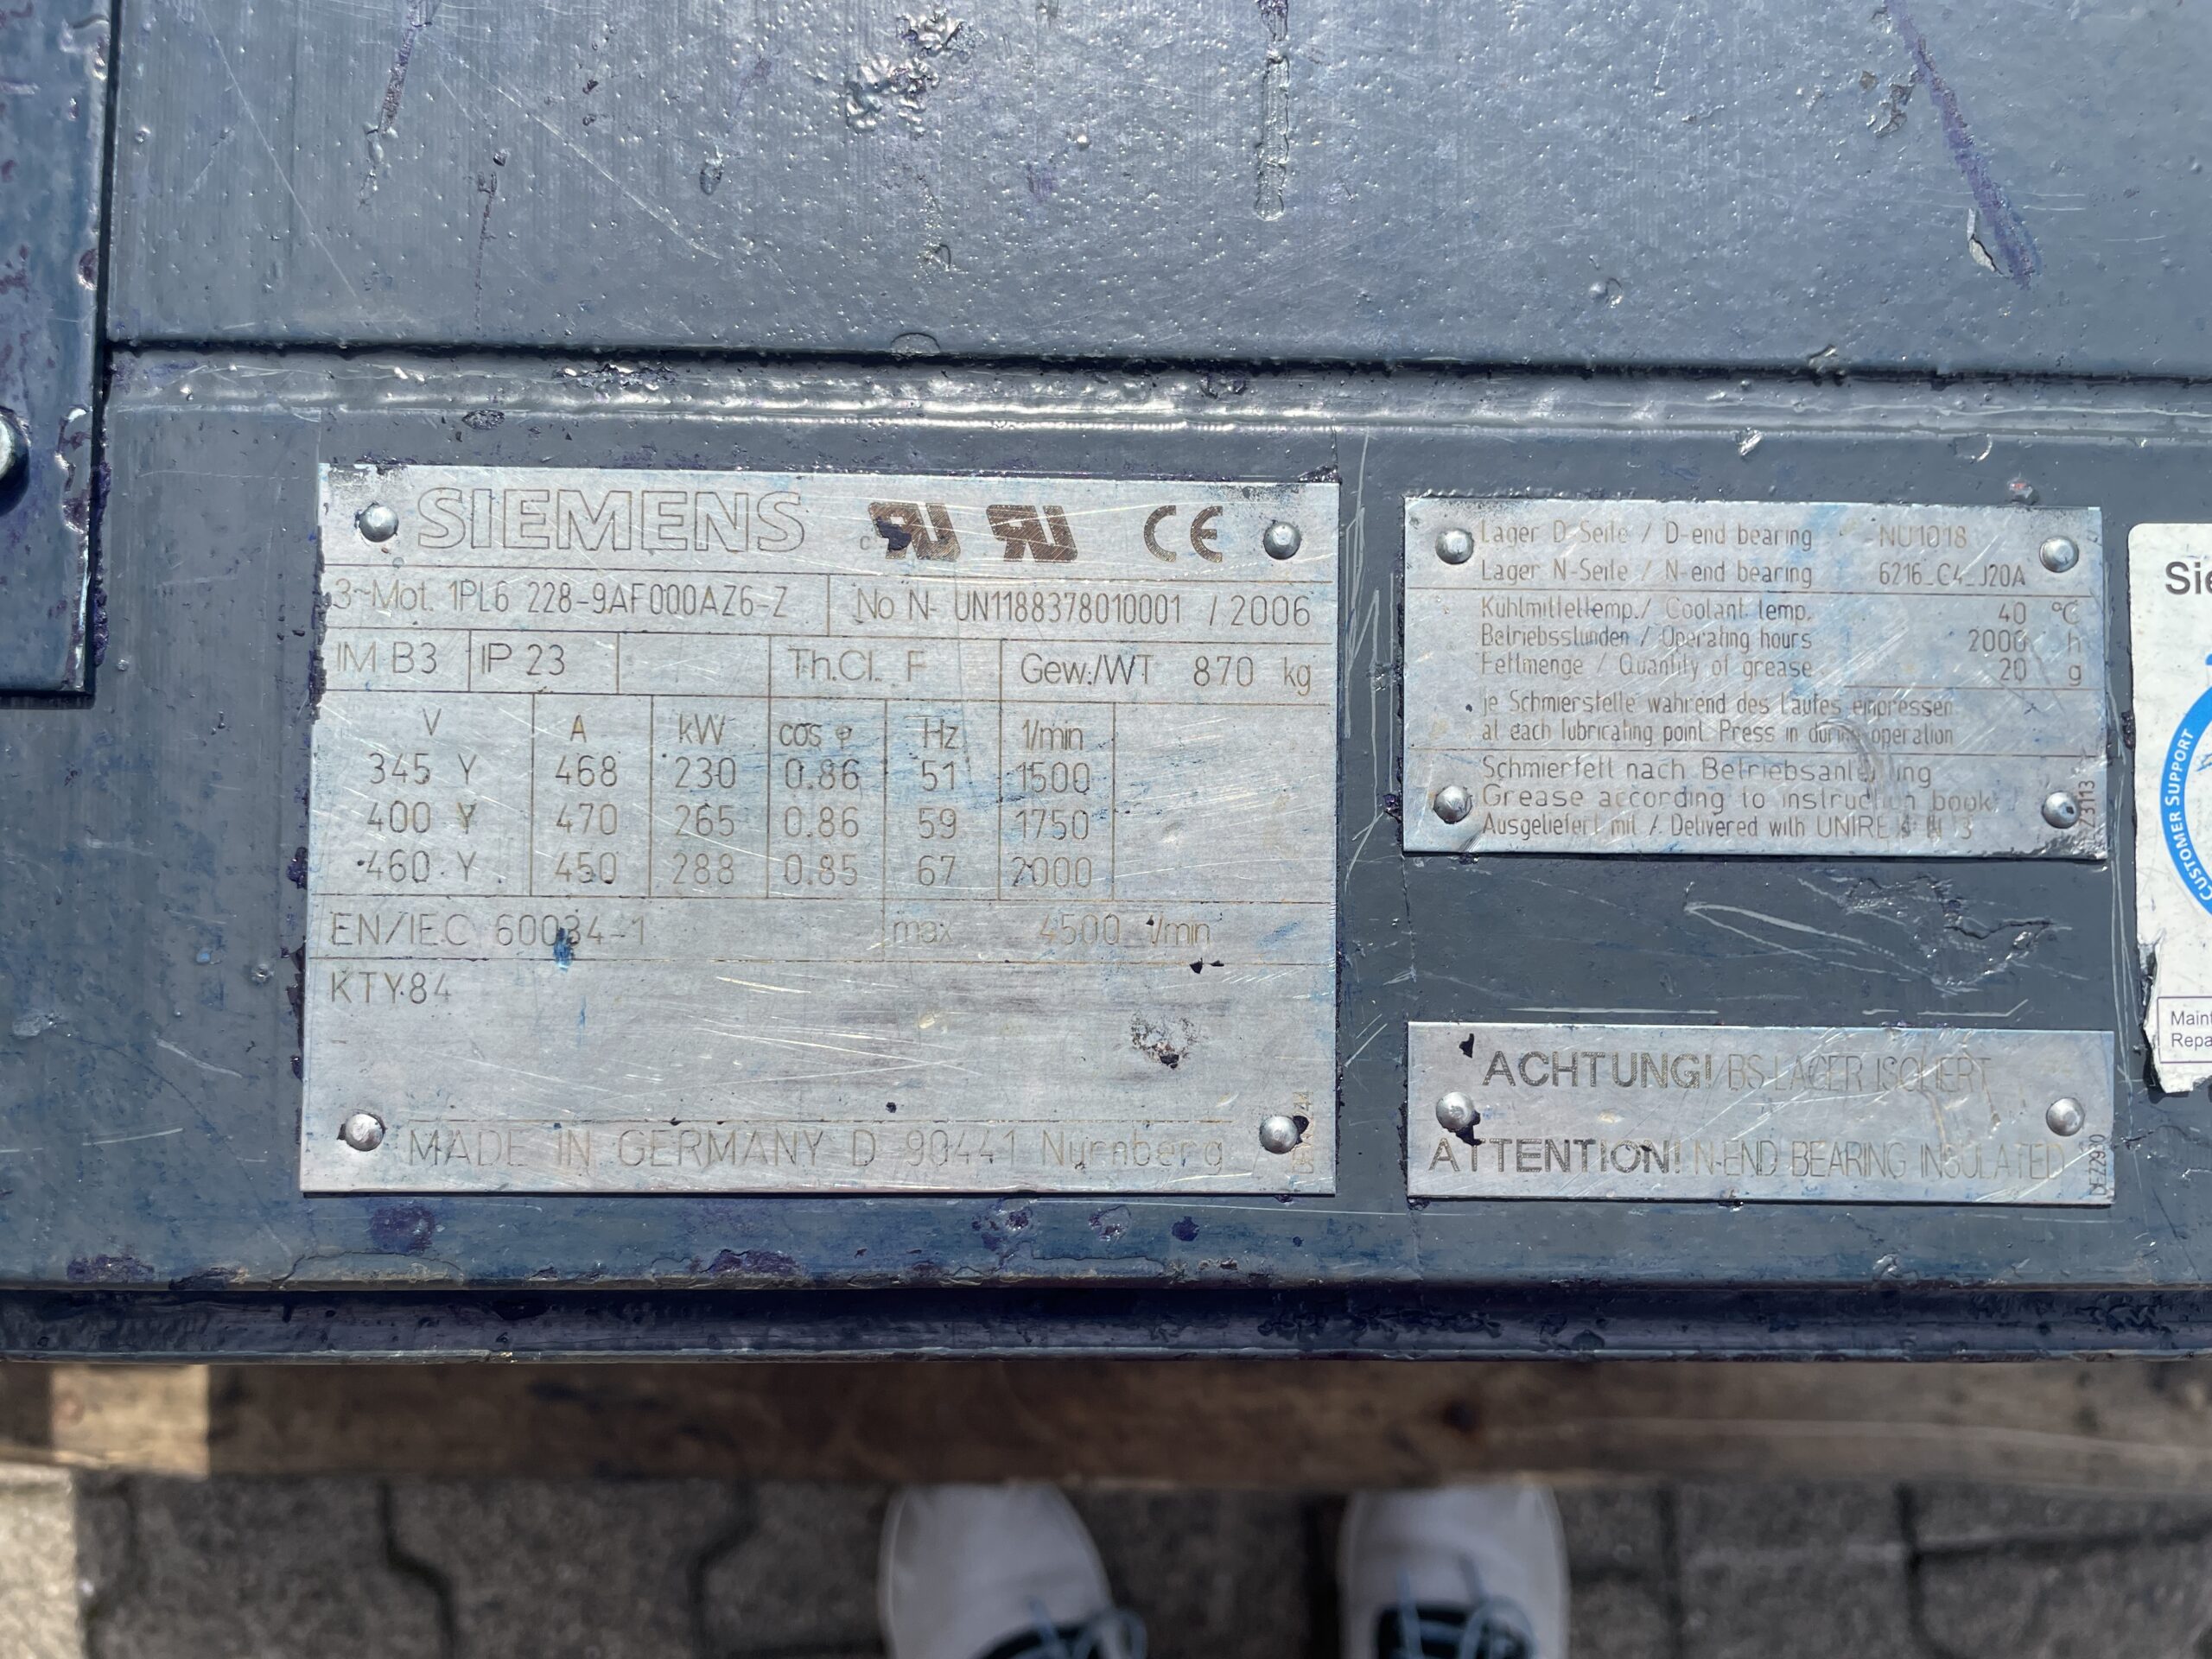 SIEMENS
CE
3~Mot. 1PL6 228-9AF000AZ6-Z
No N- UN1188378010001 / 2006
IM B3 IP 23 Th.Cl. F Gew./WT 870 kg
V A kW cos φ Hz 1/min
345 Y 468 230 0.86 51 1500
400 Y 470 265 0.86 59 1750
460 Y 450 288 0.85 67 2000
EN/IEC 60034-1 max 4500 1/min
KTY84
MADE IN GERMANY D 90441 Nürnberg
Lager D-Seite / D-end bearing NU1018
Lager N-Seite / N-end bearing 6216_C4_J20A
Kühlmitteltemp./ Coolant temp. 40 °C
Betriebsstunden / Operating hours 2000 h
Fettmenge / Quantity of grease 20 g
je Schmierstelle während des Laufes einpressen
at each lubricating point Press in during operation
Schmierfett nach Betriebsanleitung
Grease according to instruction book
Ausgeliefert mit / Delivered with
ACHTUNG! BS-LAGER ISOLIERT
ATTENTION! N-END BEARING INSULATED
CUSTOMER SUPPORT